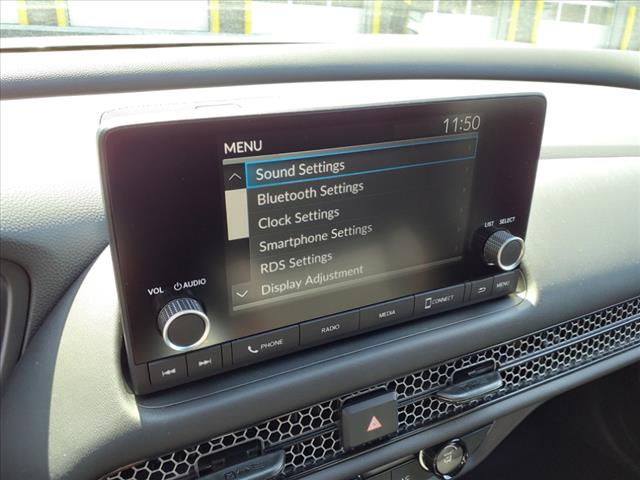 11:50
MENU
Sound Settings
Bluetooth Settings
Clock Settings
Smartphone Settings
RDS Settings
Display Adjustment
LIST SELECT
VOL AUDIO
PHONE RADIO MEDIA CONNECT MENU